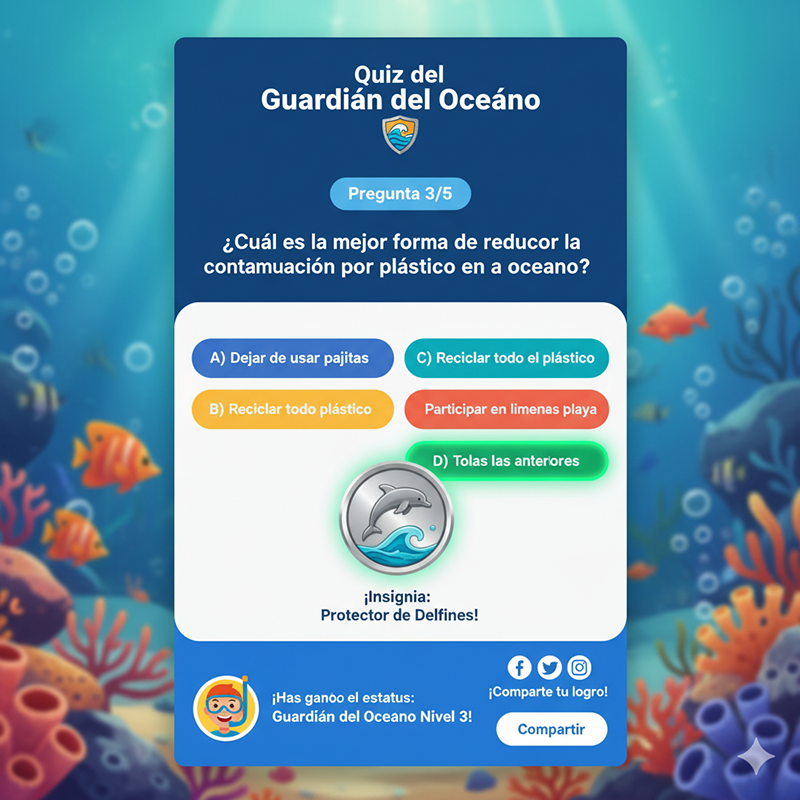 Quiz del
Guardián del Oceáno
Pregunta 3/5
¿Cuál es la mejor forma de reducor la
contamuación por plástico en a oceano?
A) Dejar de usar pajitas
C) Reciclar todo el plástico
B) Reciclar todo plástico
Participar en limenas playa
D) Tolas las anteriores
¡Insignia:
Protector de Delfines!
¡Has ganoo el estatus:
Guardián del Oceano Nivel 3!
¡Comparte tu logro!
Compartir